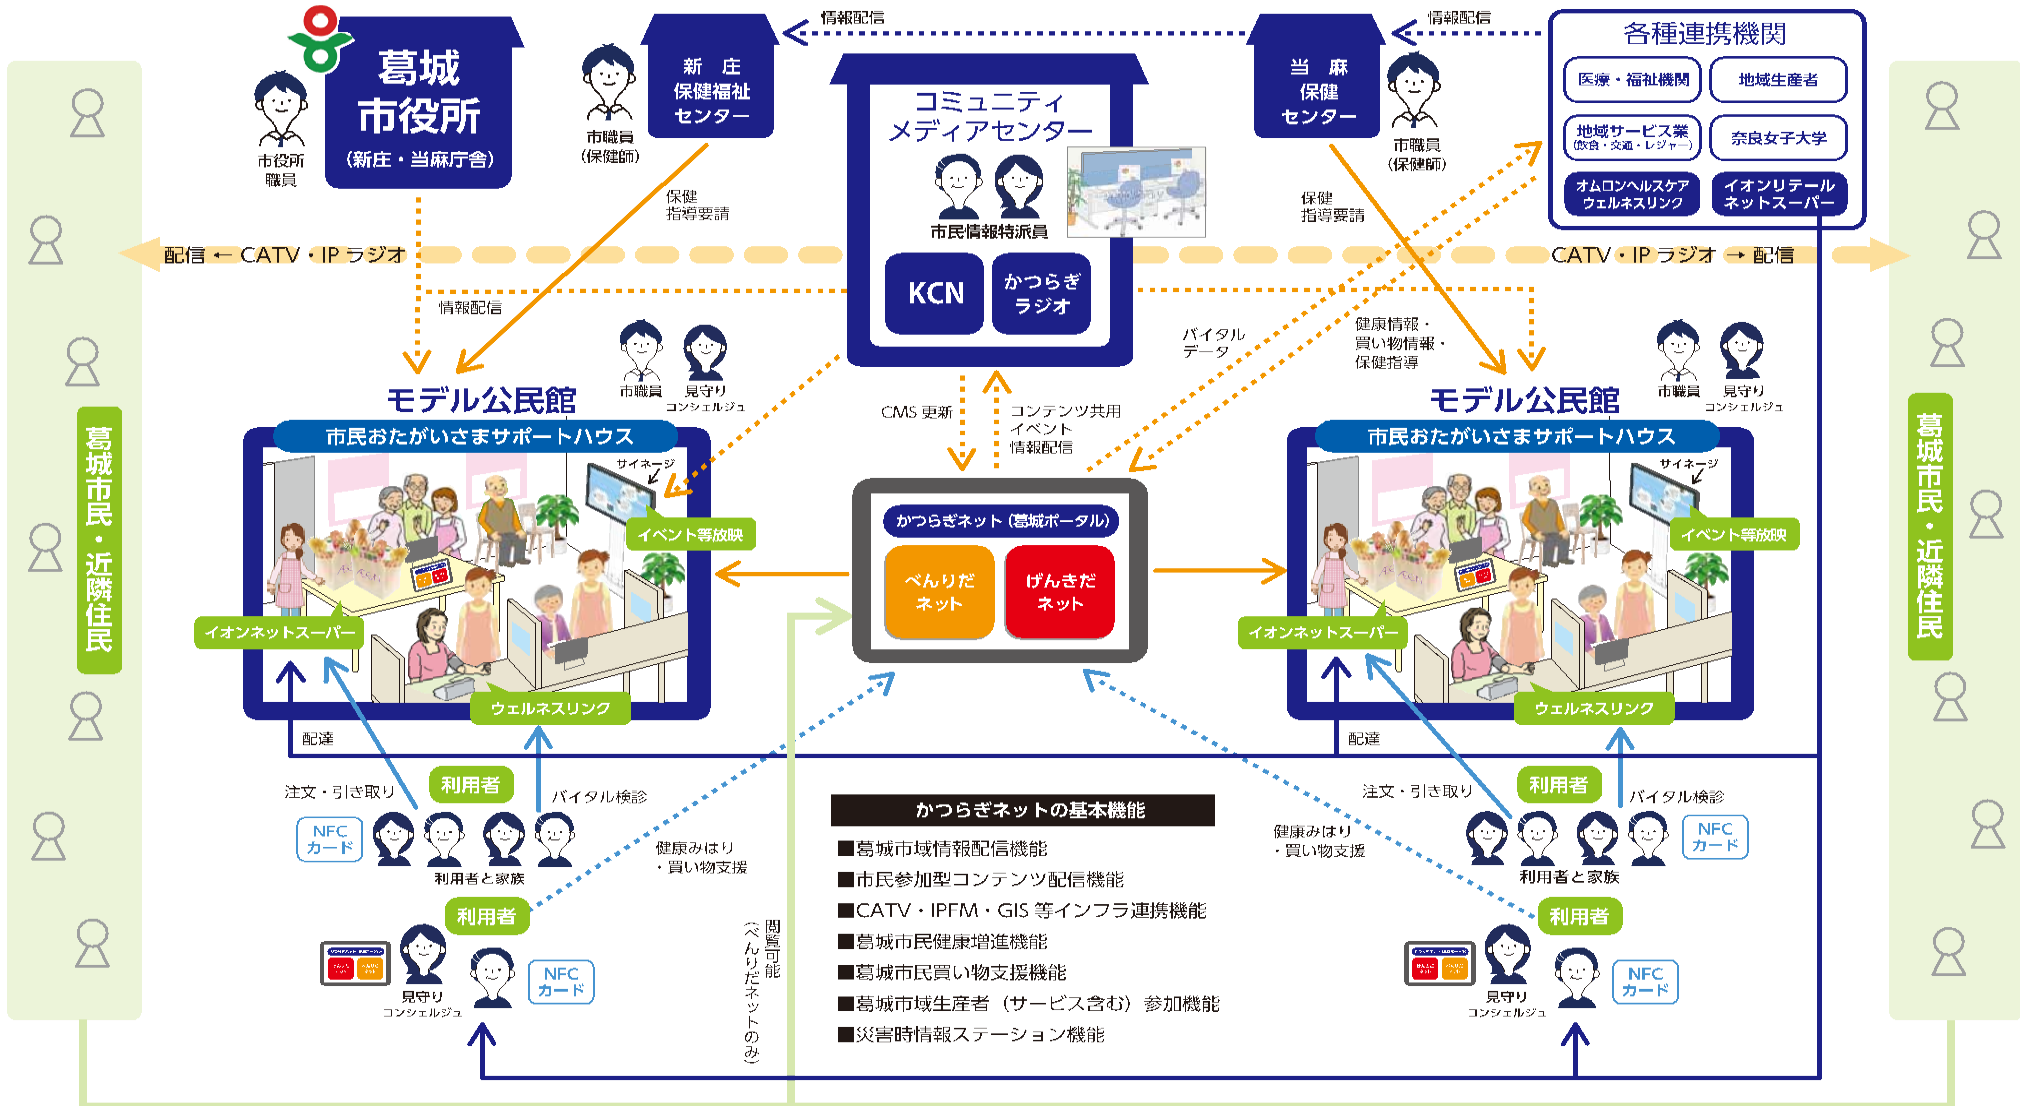 葛城
市役所
(新庄・当麻庁舎)
市役所
職員
市職員
(保健師)
新 庄
保健福祉
センター
情報配信
コミュニティ
メディアセンター
市民情報特派員
KCN
かつらぎ
ラジオ
当 麻
保健
センター
市職員
(保健師)
情報配信
各種連携機関
医療・福祉機関
地域生産者
地域サービス業
(飲食・交通・レジャー)
奈良女子大学
オムロンヘルスケア
ウェルネスリンク
イオンリテール
ネットスーパー
保健
指導要請
保健
指導要請
配信 ← CATV・IP ラジオ
CATV・IP ラジオ → 配信
情報配信
バイタル
データ
健康情報・
買い物情報・
保健指導
葛城市民・近隣住民
葛城市民・近隣住民
市職員
見守り
コンシェルジュ
市職員
見守り
コンシェルジュ
モデル公民館
市民おたがいさまサポートハウス
サイネージ
イベント等放映
イオンネットスーパー
ウェルネスリンク
CMS 更新
コンテンツ共用
イベント
情報配信
かつらぎネット(葛城ポータル)
べんりだ
ネット
げんきだ
ネット
モデル公民館
市民おたがいさまサポートハウス
サイネージ
イベント等放映
イオンネットスーパー
ウェルネスリンク
配達
配達
注文・引き取り
利用者
バイタル検診
NFC
カード
利用者と家族
健康みはり
・買い物支援
利用者
見守り
コンシェルジュ
NFC
カード
閲覧可能
(べんりだネットのみ)
かつらぎネットの基本機能
■葛城市域情報配信機能
■市民参加型コンテンツ配信機能
■CATV・IPFM・GIS 等インフラ連携機能
■葛城市民健康増進機能
■葛城市民買い物支援機能
■葛城市域生産者(サービス含む)参加機能
■災害時情報ステーション機能
注文・引き取り
利用者
バイタル検診
NFC
カード
利用者と家族
健康みはり
・買い物支援
利用者
見守り
コンシェルジュ
NFC
カード